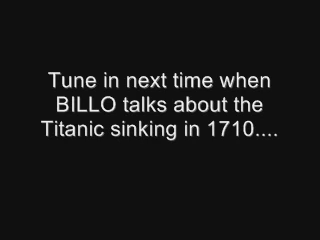 Tune in next time when
BILLO talks about the
Titanic sinking in 1710....